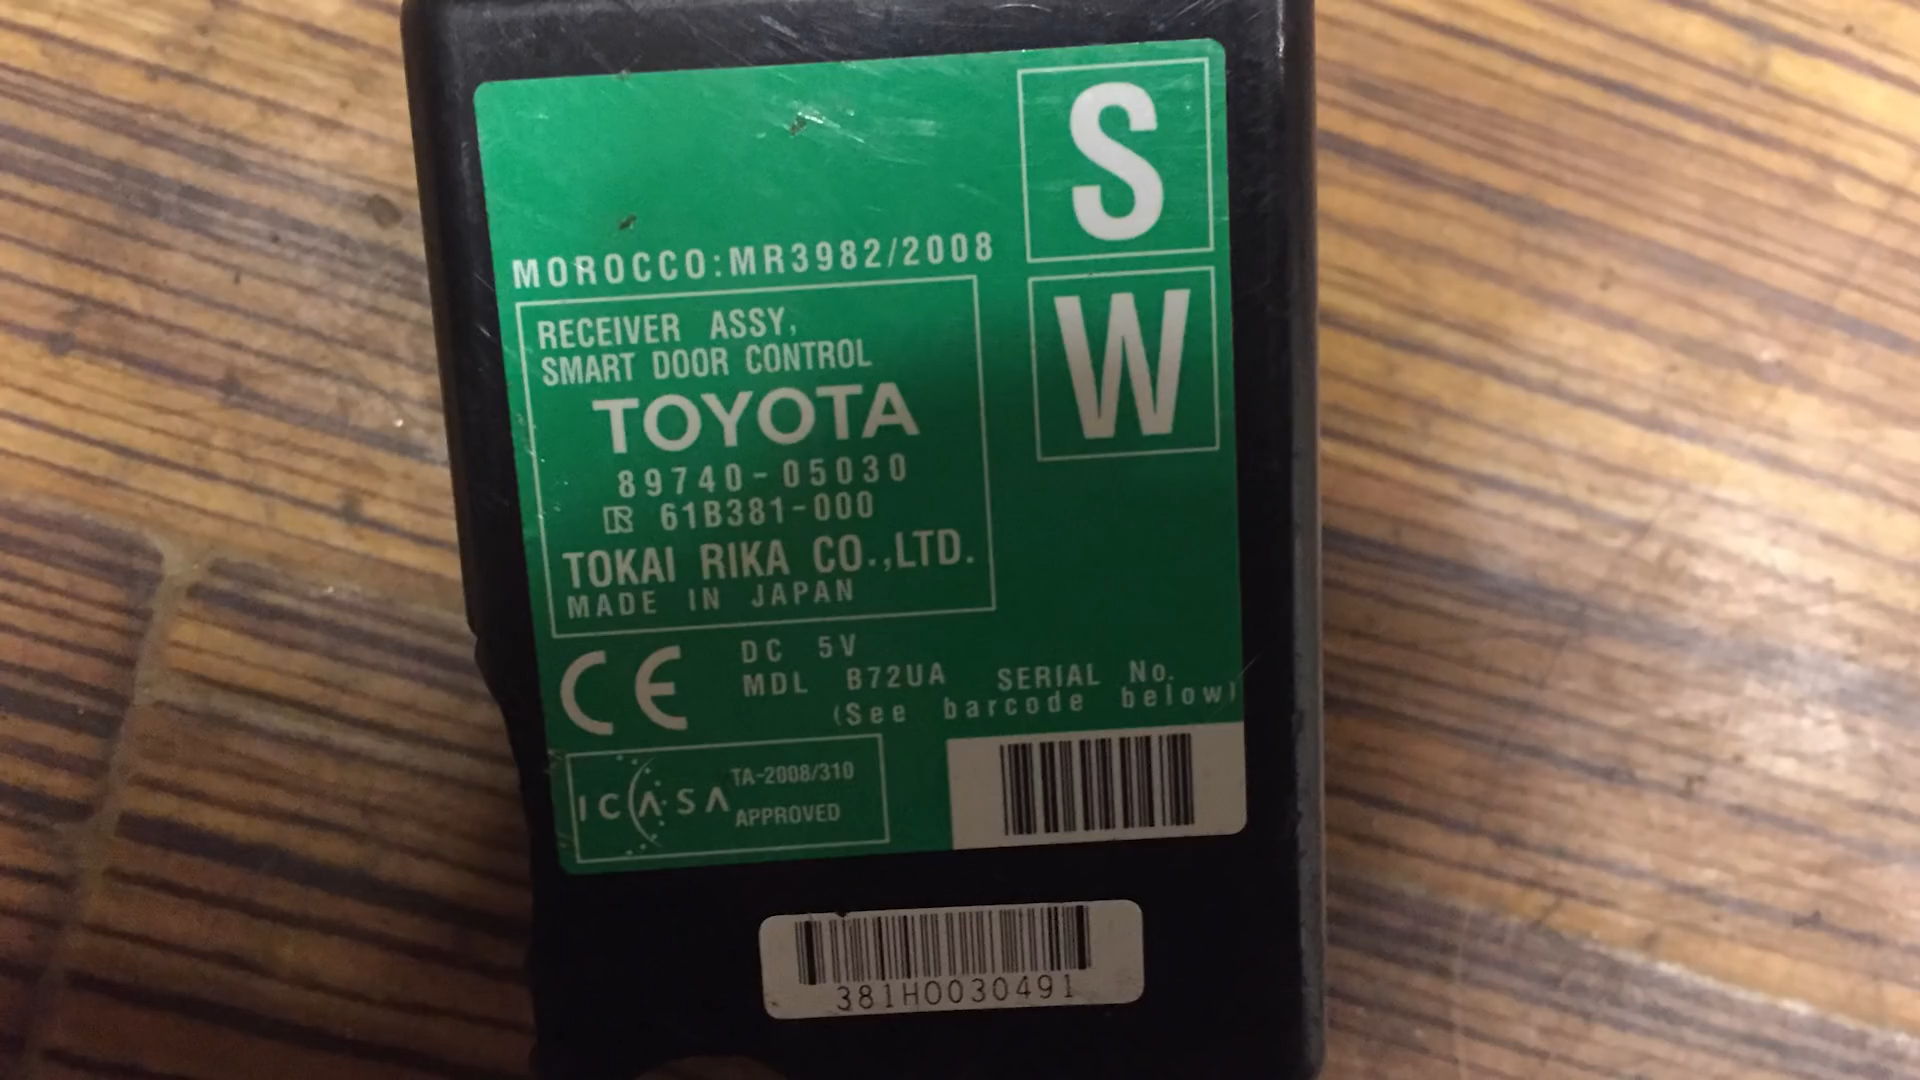 S
MOROCCO:MR3982/2008
W
RECEIVER ASSY,
SMART DOOR CONTROL
TOYOTA
89740-05030
61B381-000
TOKAI RIKA CO.,LTD.
MADE IN JAPAN
CE
DC 5V
MDL B72UA SERIAL No.
(See barcode below)
ICASA TA-2008/310
APPROVED
381H0030491